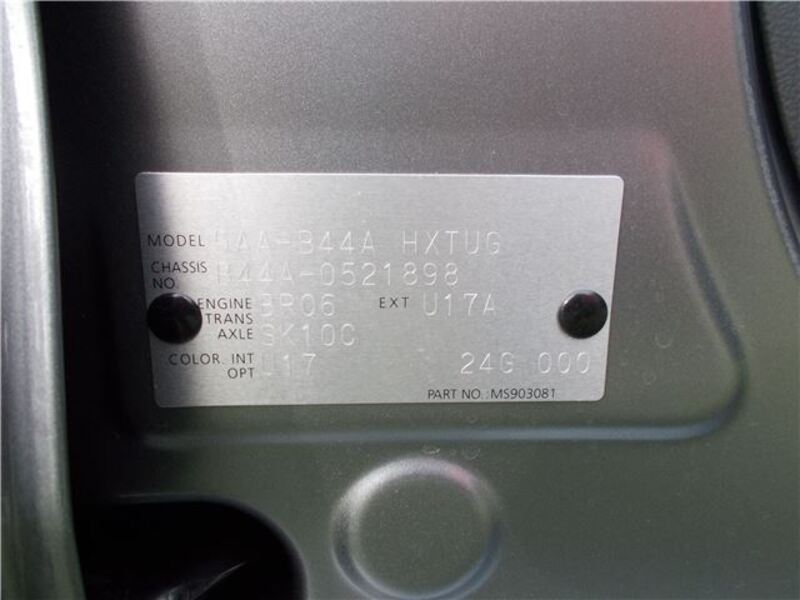 MODEL 5AA-B44A HXTUG
CHASSIS NO. B44A-0521898
ENGINE BR06 EXT U17A
TRANS AXLE SK10C
COLOR. INT OPT U17 24G 000
PART NO.:MS903081